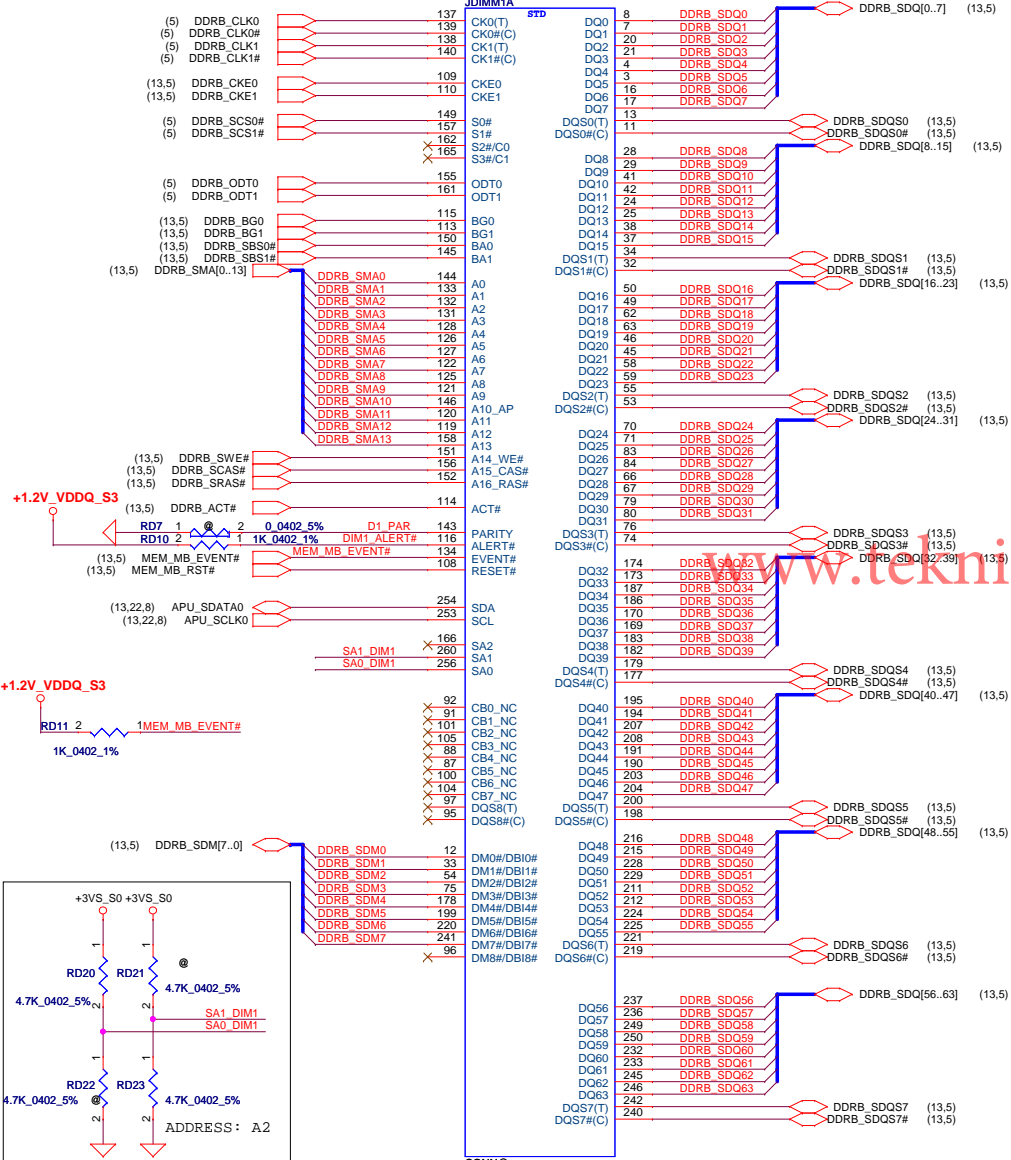 JDIMM1A
STD
(5) DDRB_CLK0 137 CK0(T)
(5) DDRB_CLK0# 139 CK0#(C)
(5) DDRB_CLK1 138 CK1(T)
(5) DDRB_CLK1# 140 CK1#(C)
(13,5) DDRB_CKE0 109 CKE0
(13,5) DDRB_CKE1 110 CKE1
(5) DDRB_SCS0# 149 S0#
(5) DDRB_SCS1# 157 S1#
162 S2#/C0
165 S3#/C1
(5) DDRB_ODT0 155 ODT0
(5) DDRB_ODT1 161 ODT1
(13,5) DDRB_BG0 115 BG0
(13,5) DDRB_BG1 113 BG1
(13,5) DDRB_SBS0# 150 BA0
(13,5) DDRB_SBS1# 145 BA1
(13,5) DDRB_SMA[0..13]
DDRB_SMA0 144 A0
DDRB_SMA1 133 A1
DDRB_SMA2 132 A2
DDRB_SMA3 131 A3
DDRB_SMA4 128 A4
DDRB_SMA5 126 A5
DDRB_SMA6 127 A6
DDRB_SMA7 122 A7
DDRB_SMA8 125 A8
DDRB_SMA9 121 A9
DDRB_SMA10 146 A10_AP
DDRB_SMA11 120 A11
DDRB_SMA12 119 A12
DDRB_SMA13 158 A13
(13,5) DDRB_SWE# 151 A14_WE#
(13,5) DDRB_SCAS# 156 A15_CAS#
(13,5) DDRB_SRAS# 152 A16_RAS#
+1.2V_VDDQ_S3
(13,5) DDRB_ACT# 114 ACT#
RD7 1 @ 2 0_0402_5% D1_PAR 143 PARITY
RD10 2 1 1K_0402_1% DIM1_ALERT# 116 ALERT#
(13,5) MEM_MB_EVENT# MEM_MB_EVENT# 134 EVENT#
(13,5) MEM_MB_RST# 108 RESET#
(13,22,8) APU_SDATA0 254 SDA
(13,22,8) APU_SCLK0 253 SCL
166 SA2
SA1_DIM1 260 SA1
SA0_DIM1 256 SA0
+1.2V_VDDQ_S3
RD11 2 1 MEM_MB_EVENT#
1K_0402_1%
92 CB0_NC
91 CB1_NC
101 CB2_NC
105 CB3_NC
88 CB4_NC
87 CB5_NC
100 CB6_NC
104 CB7_NC
97 DQS8(T)
95 DQS8#(C)
(13,5) DDRB_SDM[7..0]
DDRB_SDM0 12 DM0#/DBI0#
DDRB_SDM1 33 DM1#/DBI1#
DDRB_SDM2 54 DM2#/DBI2#
DDRB_SDM3 75 DM3#/DBI3#
DDRB_SDM4 178 DM4#/DBI4#
DDRB_SDM5 199 DM5#/DBI5#
DDRB_SDM6 220 DM6#/DBI6#
DDRB_SDM7 241 DM7#/DBI7#
96 DM8#/DBI8#
+3VS_S0 +3VS_S0
1 1
RD20 RD21 @
4.7K_0402_5% 4.7K_0402_5%
2 2
SA1_DIM1
SA0_DIM1
1 1
RD22 RD23
4.7K_0402_5% @ 4.7K_0402_5%
2 2
ADDRESS: A2
DQ0 8 DDRB_SDQ0 DDRB_SDQ[0..7] (13,5)
DQ1 7 DDRB_SDQ1
DQ2 20 DDRB_SDQ2
DQ3 21 DDRB_SDQ3
DQ4 4 DDRB_SDQ4
DQ5 3 DDRB_SDQ5
DQ6 16 DDRB_SDQ6
DQ7 17 DDRB_SDQ7
DQS0(T) 13 DDRB_SDQS0 (13,5)
DQS0#(C) 11 DDRB_SDQS0# (13,5)
DDRB_SDQ[8..15] (13,5)
DQ8 28 DDRB_SDQ8
DQ9 29 DDRB_SDQ9
DQ10 41 DDRB_SDQ10
DQ11 42 DDRB_SDQ11
DQ12 24 DDRB_SDQ12
DQ13 25 DDRB_SDQ13
DQ14 38 DDRB_SDQ14
DQ15 37 DDRB_SDQ15
DQS1(T) 34 DDRB_SDQS1 (13,5)
DQS1#(C) 32 DDRB_SDQS1# (13,5)
DDRB_SDQ[16..23] (13,5)
DQ16 50 DDRB_SDQ16
DQ17 49 DDRB_SDQ17
DQ18 62 DDRB_SDQ18
DQ19 63 DDRB_SDQ19
DQ20 46 DDRB_SDQ20
DQ21 45 DDRB_SDQ21
DQ22 58 DDRB_SDQ22
DQ23 59 DDRB_SDQ23
DQS2(T) 55 DDRB_SDQS2 (13,5)
DQS2#(C) 53 DDRB_SDQS2# (13,5)
DDRB_SDQ[24..31] (13,5)
DQ24 70 DDRB_SDQ24
DQ25 71 DDRB_SDQ25
DQ26 83 DDRB_SDQ26
DQ27 84 DDRB_SDQ27
DQ28 66 DDRB_SDQ28
DQ29 67 DDRB_SDQ29
DQ30 79 DDRB_SDQ30
DQ31 80 DDRB_SDQ31
DQS3(T) 76 DDRB_SDQS3 (13,5)
DQS3#(C) 74 DDRB_SDQS3# (13,5)
DDRB_SDQ[32..39] (13,5)
www.tekni
DQ32 174 DDRB_SDQ32
DQ33 173 DDRB_SDQ33
DQ34 187 DDRB_SDQ34
DQ35 186 DDRB_SDQ35
DQ36 170 DDRB_SDQ36
DQ37 169 DDRB_SDQ37
DQ38 183 DDRB_SDQ38
DQ39 182 DDRB_SDQ39
DQS4(T) 179 DDRB_SDQS4 (13,5)
DQS4#(C) 177 DDRB_SDQS4# (13,5)
DDRB_SDQ[40..47] (13,5)
DQ40 195 DDRB_SDQ40
DQ41 194 DDRB_SDQ41
DQ42 207 DDRB_SDQ42
DQ43 208 DDRB_SDQ43
DQ44 191 DDRB_SDQ44
DQ45 190 DDRB_SDQ45
DQ46 203 DDRB_SDQ46
DQ47 204 DDRB_SDQ47
DQS5(T) 200 DDRB_SDQS5 (13,5)
DQS5#(C) 198 DDRB_SDQS5# (13,5)
DDRB_SDQ[48..55] (13,5)
DQ48 216 DDRB_SDQ48
DQ49 215 DDRB_SDQ49
DQ50 228 DDRB_SDQ50
DQ51 229 DDRB_SDQ51
DQ52 211 DDRB_SDQ52
DQ53 212 DDRB_SDQ53
DQ54 224 DDRB_SDQ54
DQ55 225 DDRB_SDQ55
DQS6(T) 221 DDRB_SDQS6 (13,5)
DQS6#(C) 219 DDRB_SDQS6# (13,5)
DDRB_SDQ[56..63] (13,5)
DQ56 237 DDRB_SDQ56
DQ57 236 DDRB_SDQ57
DQ58 249 DDRB_SDQ58
DQ59 250 DDRB_SDQ59
DQ60 232 DDRB_SDQ60
DQ61 233 DDRB_SDQ61
DQ62 245 DDRB_SDQ62
DQ63 246 DDRB_SDQ63
DQS7(T) 242 DDRB_SDQS7 (13,5)
DQS7#(C) 240 DDRB_SDQS7# (13,5)